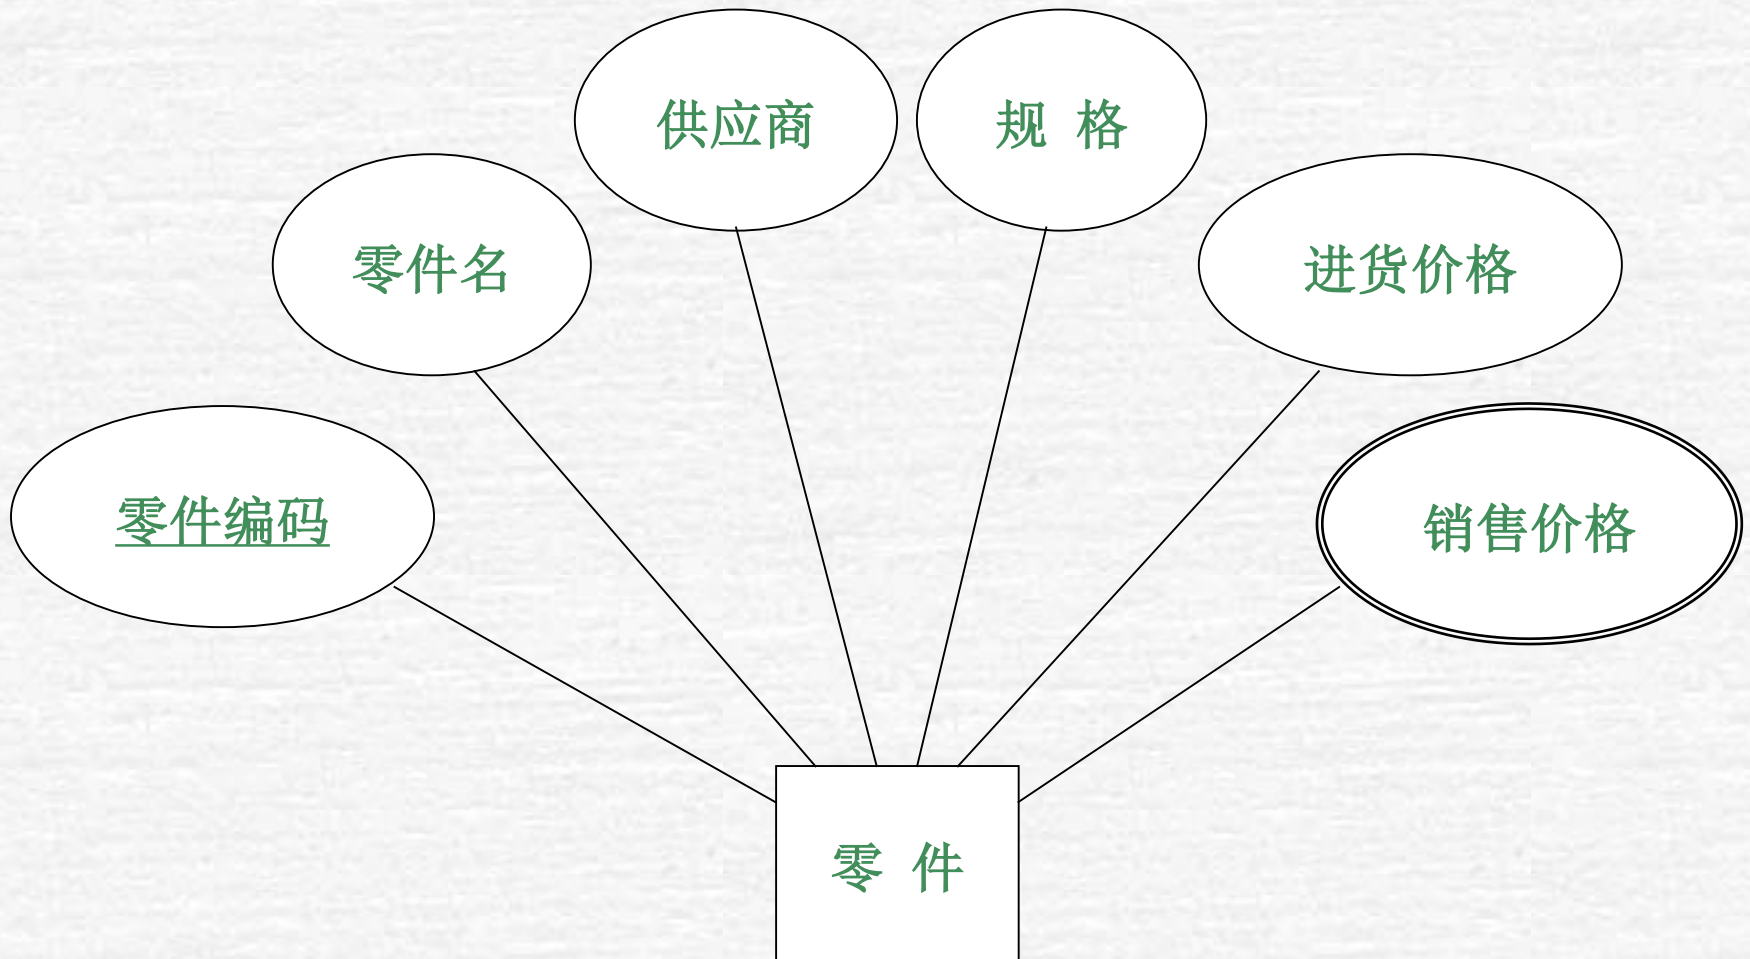 供应商
规 格
零件名
进货价格
零件编码
销售价格
零 件